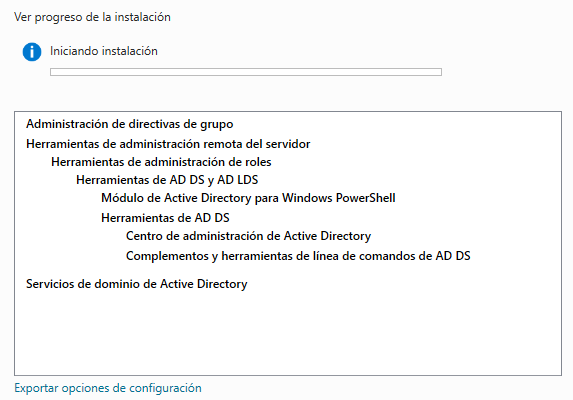 Ver progreso de la instalación
Iniciando instalación
Administración de directivas de grupo
Herramientas de administración remota del servidor
Herramientas de administración de roles
Herramientas de AD DS y AD LDS
Módulo de Active Directory para Windows PowerShell
Herramientas de AD DS
Centro de administración de Active Directory
Complementos y herramientas de línea de comandos de AD DS
Servicios de dominio de Active Directory
Exportar opciones de configuración